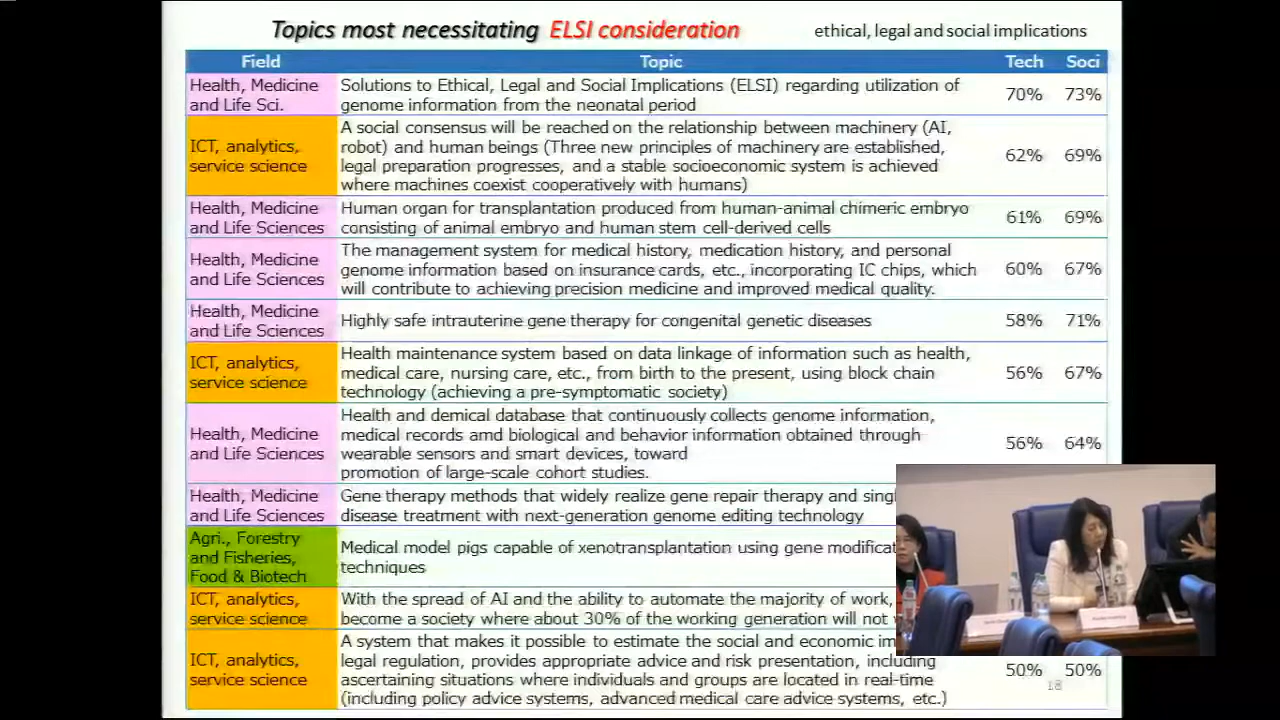 Topics most necessitating ELSI consideration ethical, legal and social implications
Field Topic Tech Soci
Health, Medicine
and Life Sci.
Solutions to Ethical, Legal and Social Implications (ELSI) regarding utilization of
genome information from the neonatal period
70% 73%
ICT, analytics,
service science
A social consensus will be reached on the relationship between machinery (AI,
robot) and human beings (Three new principles of machinery are established,
legal preparation progresses, and a stable socioeconomic system is achieved
where machines coexist cooperatively with humans)
62% 69%
Health, Medicine
and Life Sciences
Human organ for transplantation produced from human-animal chimeric embryo
consisting of animal embryo and human stem cell-derived cells
61% 69%
Health, Medicine
and Life Sciences
The management system for medical history, medication history, and personal
genome information based on insurance cards, etc., incorporating IC chips, which
will contribute to achieving precision medicine and improved medical quality.
60% 67%
Health, Medicine
and Life Sciences
Highly safe intrauterine gene therapy for congenital genetic diseases
58% 71%
ICT, analytics,
service science
Health maintenance system based on data linkage of information such as health,
medical care, nursing care, etc., from birth to the present, using block chain
technology (achieving a pre-symptomatic society)
56% 67%
Health, Medicine
and Life Sciences
Health and demical database that continuously collects genome information,
medical records amd biological and behavior information obtained through
wearable sensors and smart devices, toward
promotion of large-scale cohort studies.
56% 64%
Health, Medicine
and Life Sciences
Gene therapy methods that widely realize gene repair therapy and singl
disease treatment with next-generation genome editing technology
Agri., Forestry
and Fisheries,
Food & Biotech
Medical model pigs capable of xenotransplantation using gene modificat
techniques
ICT, analytics,
service science
With the spread of AI and the ability to automate the majority of work,
become a society where about 30% of the working generation will not
ICT, analytics,
service science
A system that makes it possible to estimate the social and economic im
legal regulation, provides appropriate advice and risk presentation, including
ascertaining situations where individuals and groups are located in real-time
(including policy advice systems, advanced medical care advice systems, etc.)
50% 50%
18